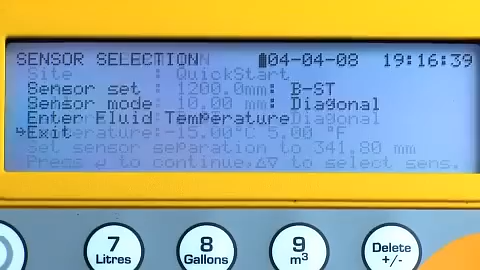 SENSOR SELECTION 04-04-08 19:16:39
Site : QuickStart
Sensor set : 1200.0mm: B-ST
Sensor mode : 10.00 mm : Diagonal
Enter Fluid Temperature Diagonal
Exit erature:-15.00°C 5.00 °F
Set sensor separation to 341.80 mm
Press ↲ to continue,△▽ to select sens.
7 Litres
8 Gallons
9 m³
Delete +/-